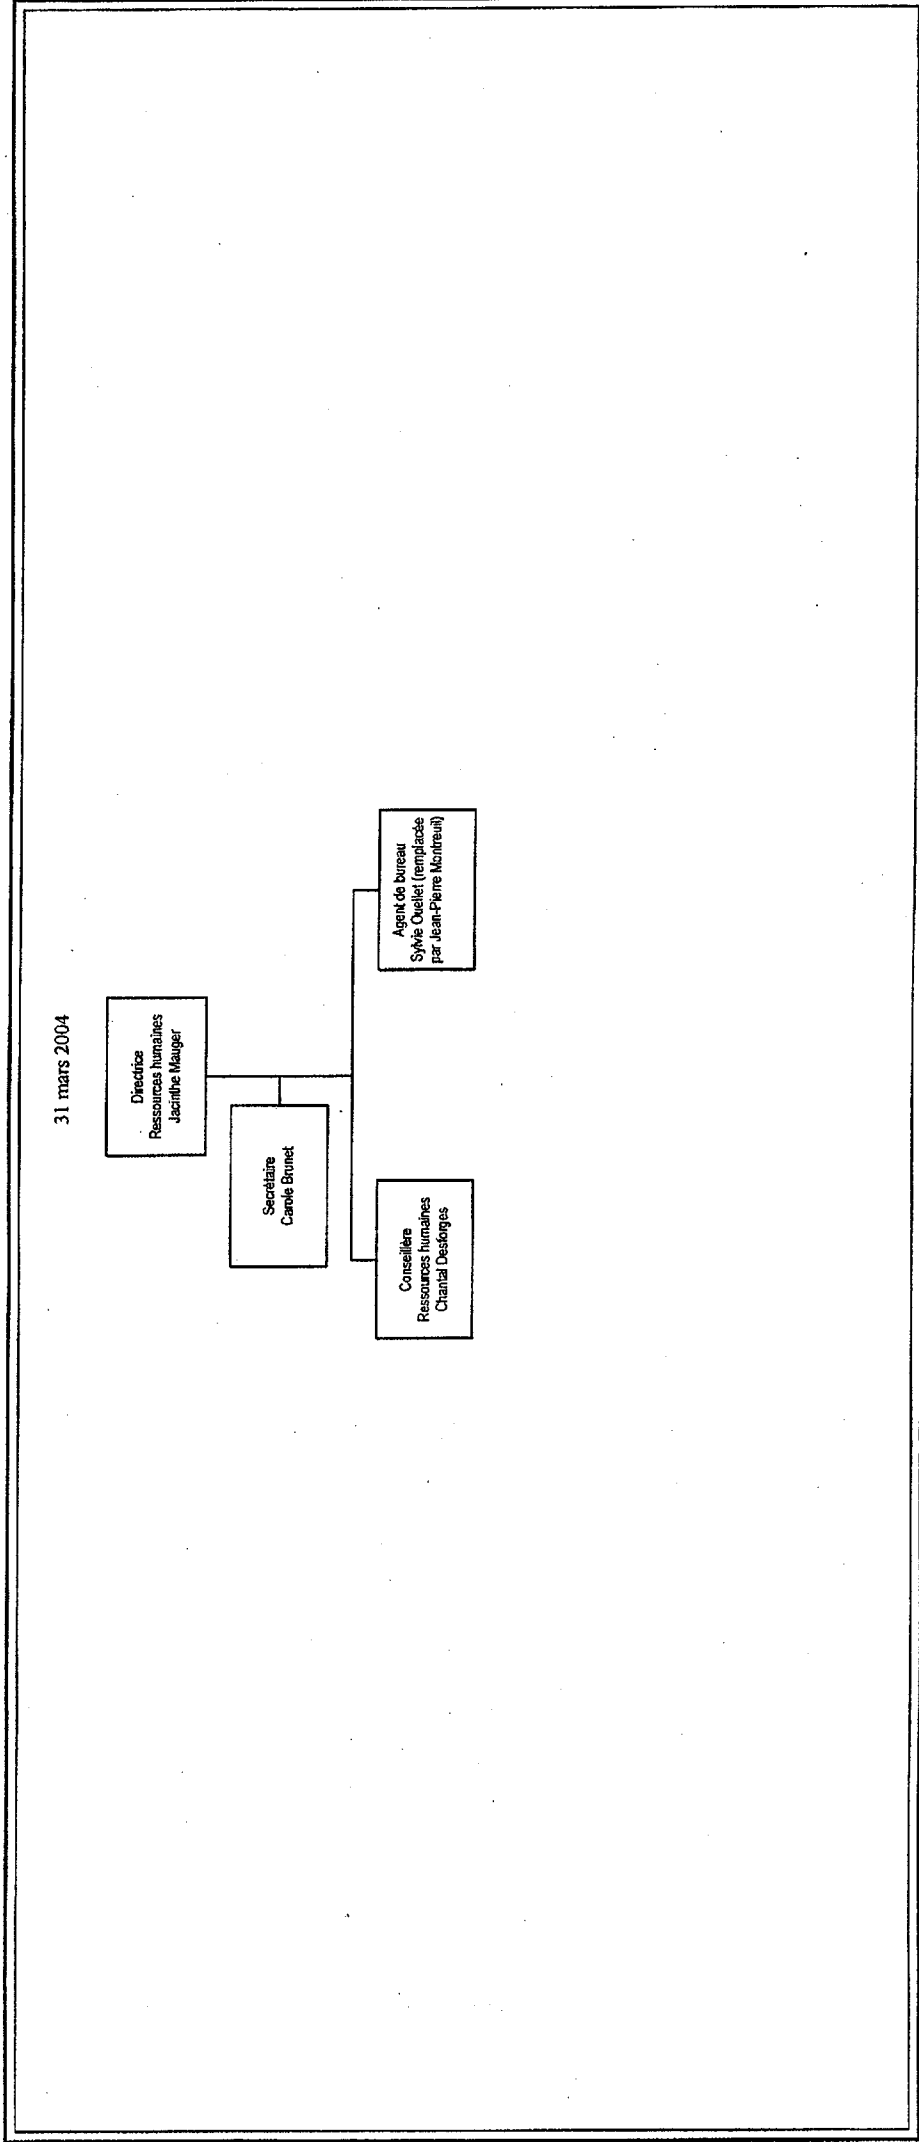 31 mars 2004
Directrice
Ressources humaines
Jacinthe Mauger
Secrétaire
Carole Brunet
Conseillère
Ressources humaines
Chantal Desforges
Agent de bureau
Sylvie Ouellet (remplacée
par Jean-Pierre Montreuil)